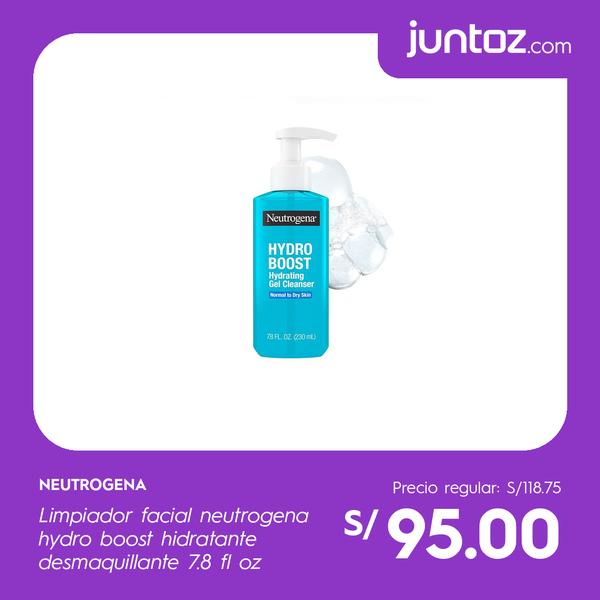 juntoz.com
Neutrogena®
HYDRO
BOOST
Hydrating
Gel Cleanser
Normal to Dry Skin
7.8 FL. OZ. (230 mL)
NEUTROGENA
Limpiador facial neutrogena
hydro boost hidratante
desmaquillante 7.8 fl oz
Precio regular: S/118.75
S/ 95.00